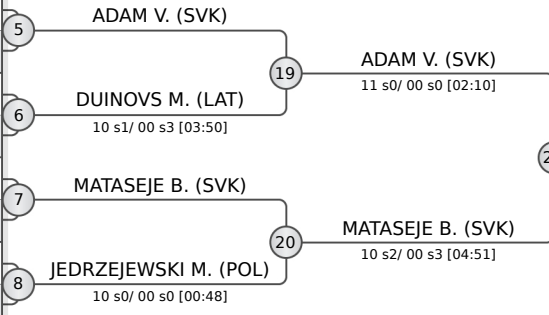 ADAM V. (SVK)
5
19
ADAM V. (SVK)
11 s0/ 00 s0 [02:10]
DUINOVS M. (LAT)
6
10 s1/ 00 s3 [03:50]
MATASEJE B. (SVK)
7
20
MATASEJE B. (SVK)
10 s2/ 00 s3 [04:51]
JEDRZEJEWSKI M. (POL)
8
10 s0/ 00 s0 [00:48]